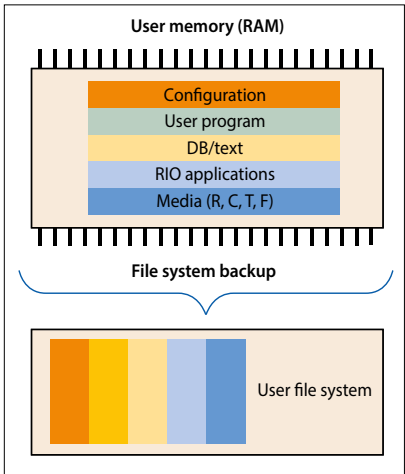 User memory (RAM)
Configuration
User program
DB/text
RIO applications
Media (R, C, T, F)
File system backup
User file system